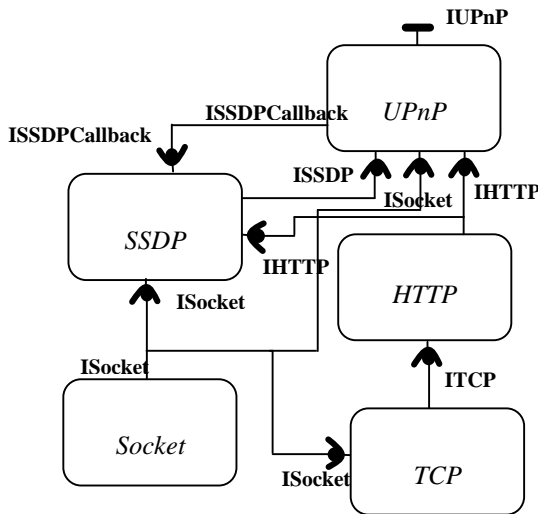 IUPnP
UPnP
ISSDPCallback
ISSDPCallback
ISSDP
IHTTP
ISocket
SSDP
IHTTP
HTTP
ISocket
ITCP
ISocket
Socket
TCP
ISocket